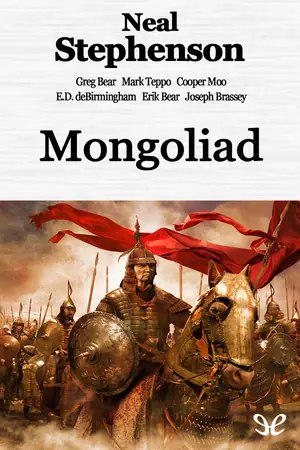 Neal
Stephenson
Greg Bear Mark Teppo Cooper Moo
E.D. deBirmingham Erik Bear Joseph Brassey
Mongoliad